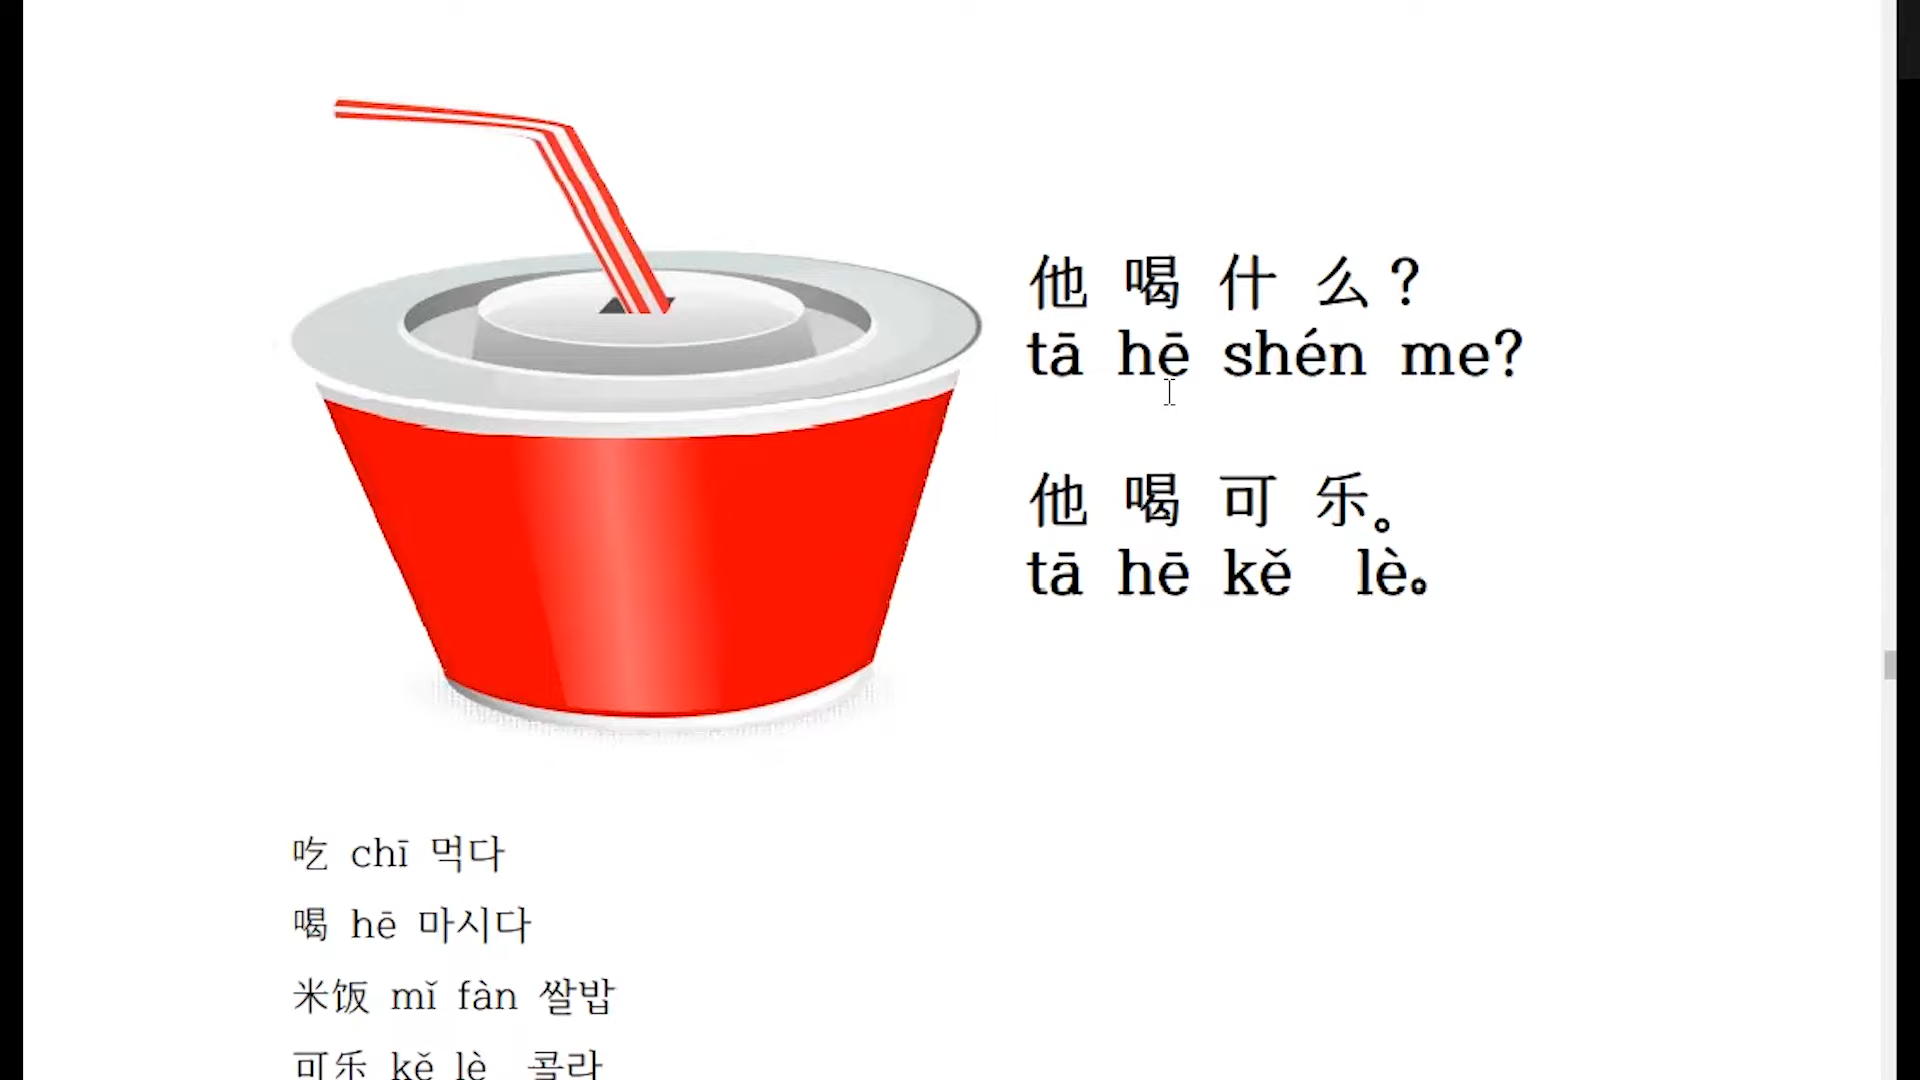 他 喝 什 么?
tā hē shén me?
他 喝 可 乐。
tā hē kě lè。
吃 chī 먹다
喝 hē 마시다
米饭 mǐ fàn 쌀밥
可乐 kě lè 콜라